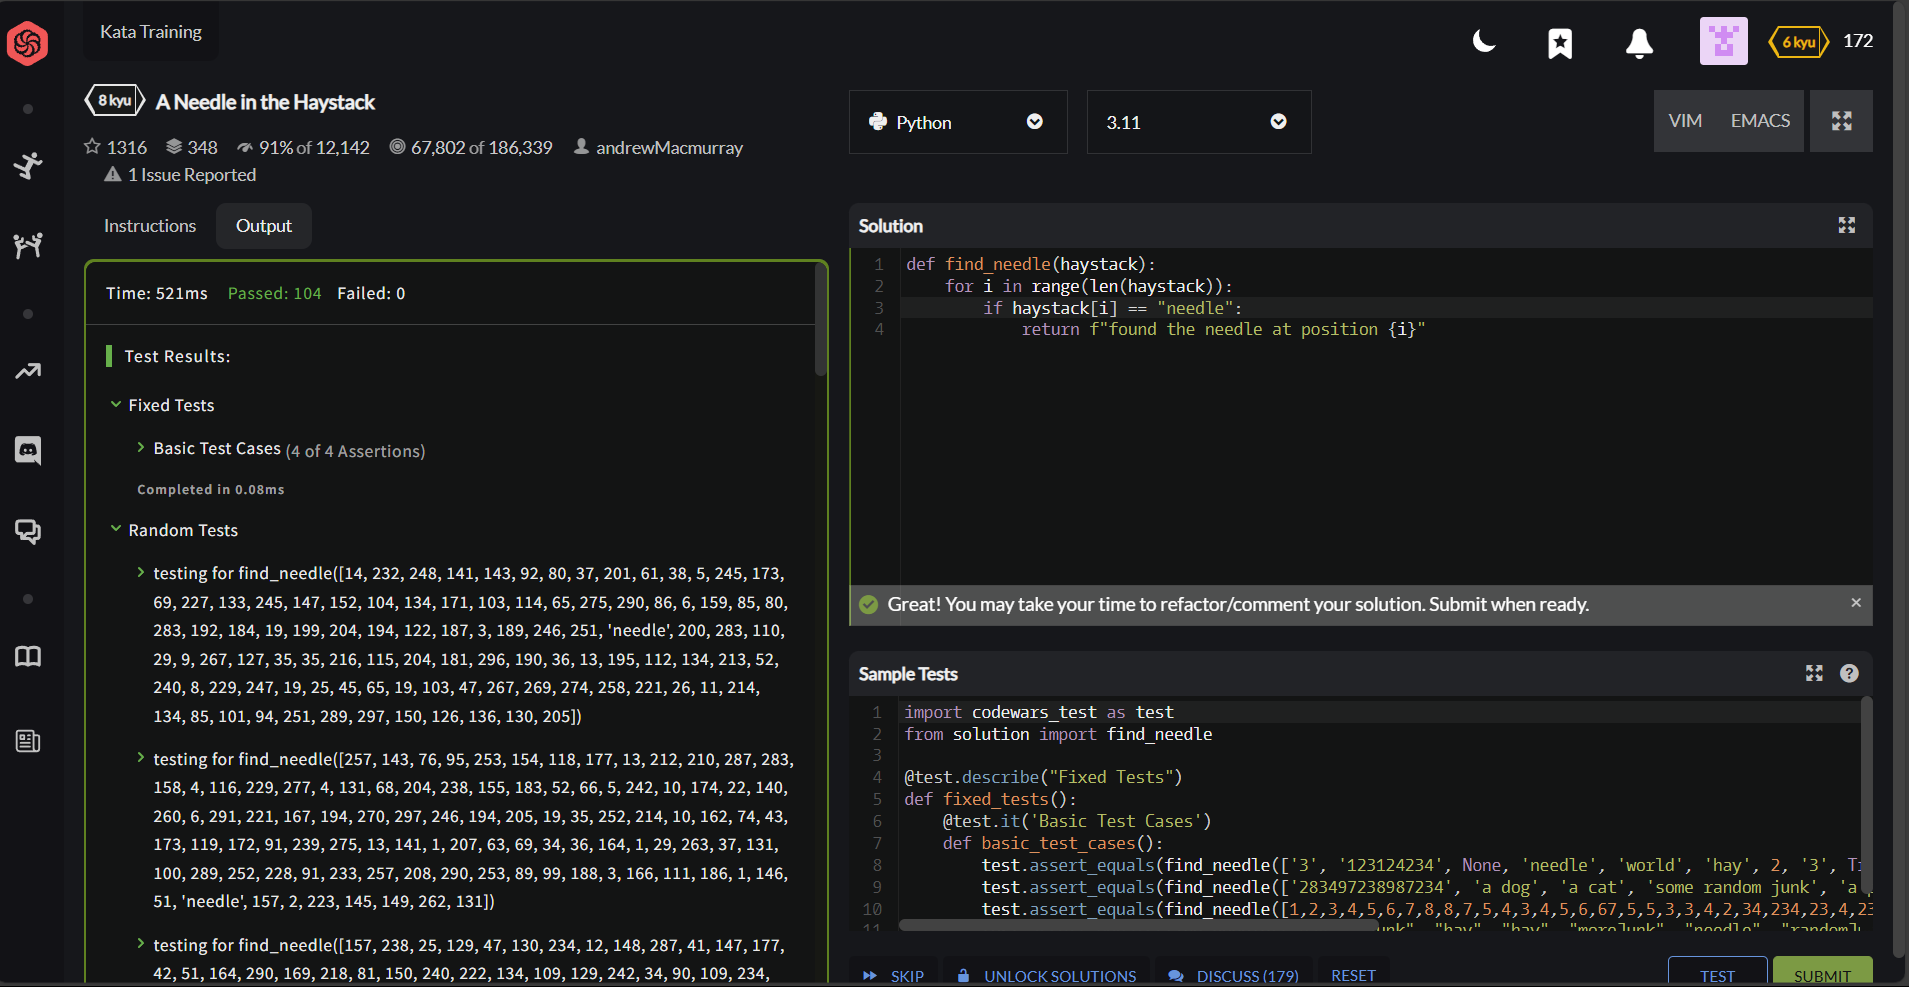 Kata Training
6 kyu 172
8 kyu A Needle in the Haystack
1316 348 91% of 12,142 67,802 of 186,339 andrewMacmurray
1 Issue Reported
Python
3.11
VIM EMACS
Instructions Output
Time: 521ms Passed: 104 Failed: 0
Test Results:
Fixed Tests
Basic Test Cases (4 of 4 Assertions)
Completed in 0.08ms
Random Tests
testing for find_needle([14, 232, 248, 141, 143, 92, 80, 37, 201, 61, 38, 5, 245, 173,
69, 227, 133, 245, 147, 152, 104, 134, 171, 103, 114, 65, 275, 290, 86, 6, 159, 85, 80,
283, 192, 184, 19, 199, 204, 194, 122, 187, 3, 189, 246, 251, 'needle', 200, 283, 110,
29, 9, 267, 127, 35, 35, 216, 115, 204, 181, 296, 190, 36, 13, 195, 112, 134, 213, 52,
240, 8, 229, 247, 19, 25, 45, 65, 19, 103, 47, 267, 269, 274, 258, 221, 26, 11, 214,
134, 85, 101, 94, 251, 289, 297, 150, 126, 136, 130, 205])
testing for find_needle([257, 143, 76, 95, 253, 154, 118, 177, 13, 212, 210, 287, 283,
158, 4, 116, 229, 277, 4, 131, 68, 204, 238, 155, 183, 52, 66, 5, 242, 10, 174, 22, 140,
260, 6, 291, 221, 167, 194, 270, 297, 246, 194, 205, 19, 35, 252, 214, 10, 162, 74, 43,
173, 119, 172, 91, 239, 275, 13, 141, 1, 207, 63, 69, 34, 36, 164, 1, 29, 263, 37, 131,
100, 289, 252, 228, 91, 233, 257, 208, 290, 253, 89, 99, 188, 3, 166, 111, 186, 1, 146,
51, 'needle', 157, 2, 223, 145, 149, 262, 131])
testing for find_needle([157, 238, 25, 129, 47, 130, 234, 12, 148, 287, 41, 147, 177,
42, 51, 164, 290, 169, 218, 81, 150, 240, 222, 134, 109, 129, 242, 34, 90, 109, 234,
Solution
1 def find_needle(haystack):
2 for i in range(len(haystack)):
3 if haystack[i] == "needle":
4 return f"found the needle at position {i}"
Great! You may take your time to refactor/comment your solution. Submit when ready.
Sample Tests
1 import codewars_test as test
2 from solution import find_needle
3
4 @test.describe("Fixed Tests")
5 def fixed_tests():
6 @test.it('Basic Test Cases')
7 def basic_test_cases():
8 test.assert_equals(find_needle(['3', '123124234', None, 'needle', 'world', 'hay', 2, '3', T
9 test.assert_equals(find_needle(['283497238987234', 'a dog', 'a cat', 'some random junk', 'a p
10 test.assert_equals(find_needle([1,2,3,4,5,6,7,8,8,7,5,4,3,4,5,6,67,5,5,3,3,4,2,34,234,23,4,23
11 "hay", "hay", "moreJunk", "needle", "randomJ
SKIP UNLOCK SOLUTIONS DISCUSS (179) RESET TEST SUBMIT